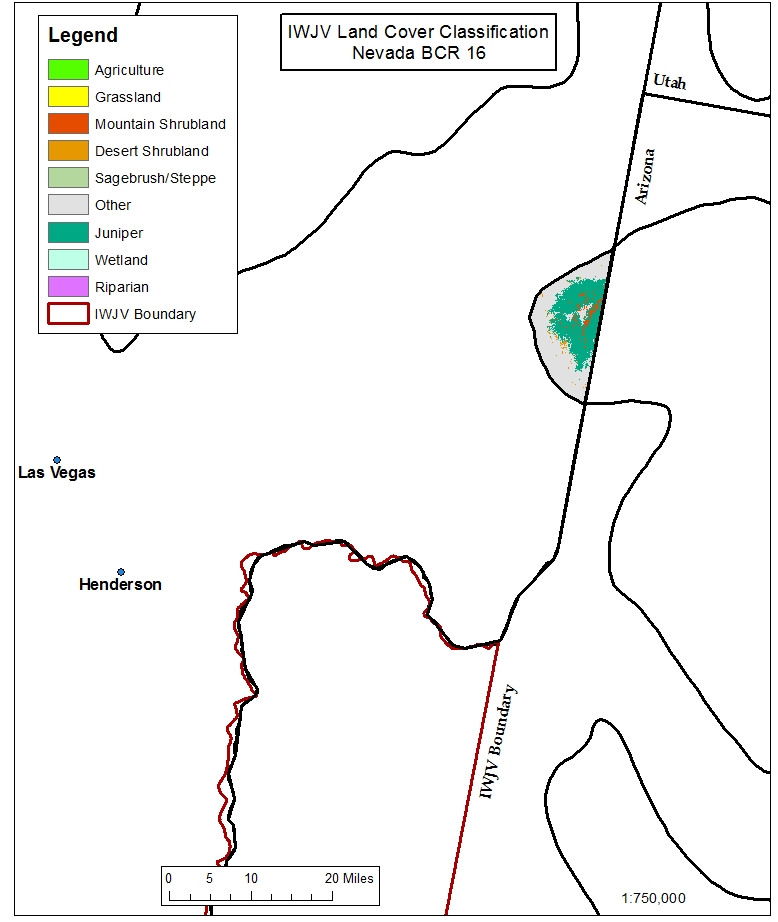 IWJV Land Cover Classification
Nevada BCR 16
Legend
Agriculture
Grassland
Mountain Shrubland
Desert Shrubland
Sagebrush/Steppe
Other
Juniper
Wetland
Riparian
IWJV Boundary
Utah
Arizona
Las Vegas
Henderson
IWJV Boundary
0 5 10 20 Miles
1:750,000